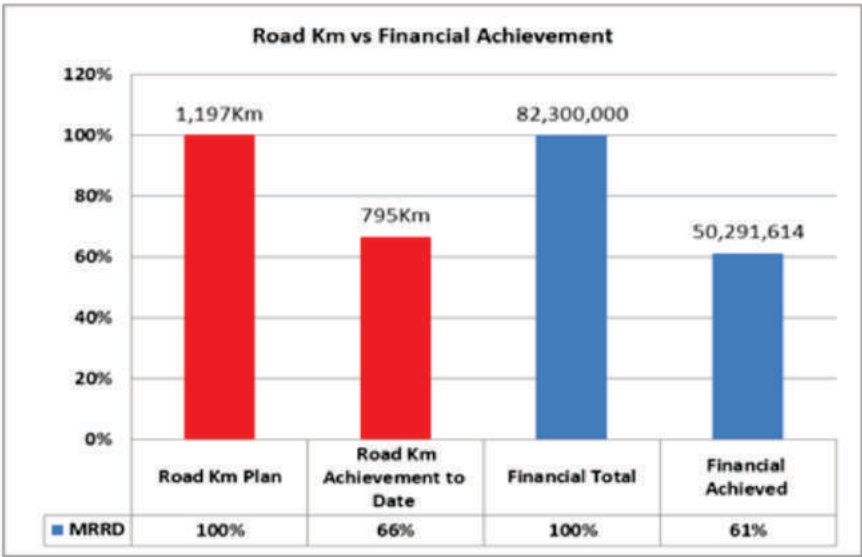 Road Km vs Financial Achievement
120%
100%
80%
60%
40%
20%
0%
1,197Km
795Km
82,300,000
50,291,614
Road Km Plan
Road Km
Achievement to
Date
Financial Total
Financial
Achieved
MRRD 100% 66% 100% 61%